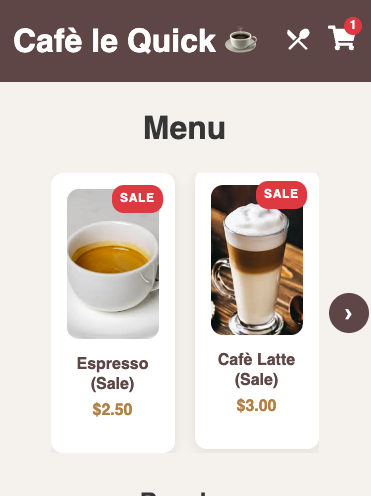 Cafè le Quick ☕
1
Menu
SALE
SALE
Espresso
(Sale)
$2.50
Cafè Latte
(Sale)
$3.00
›